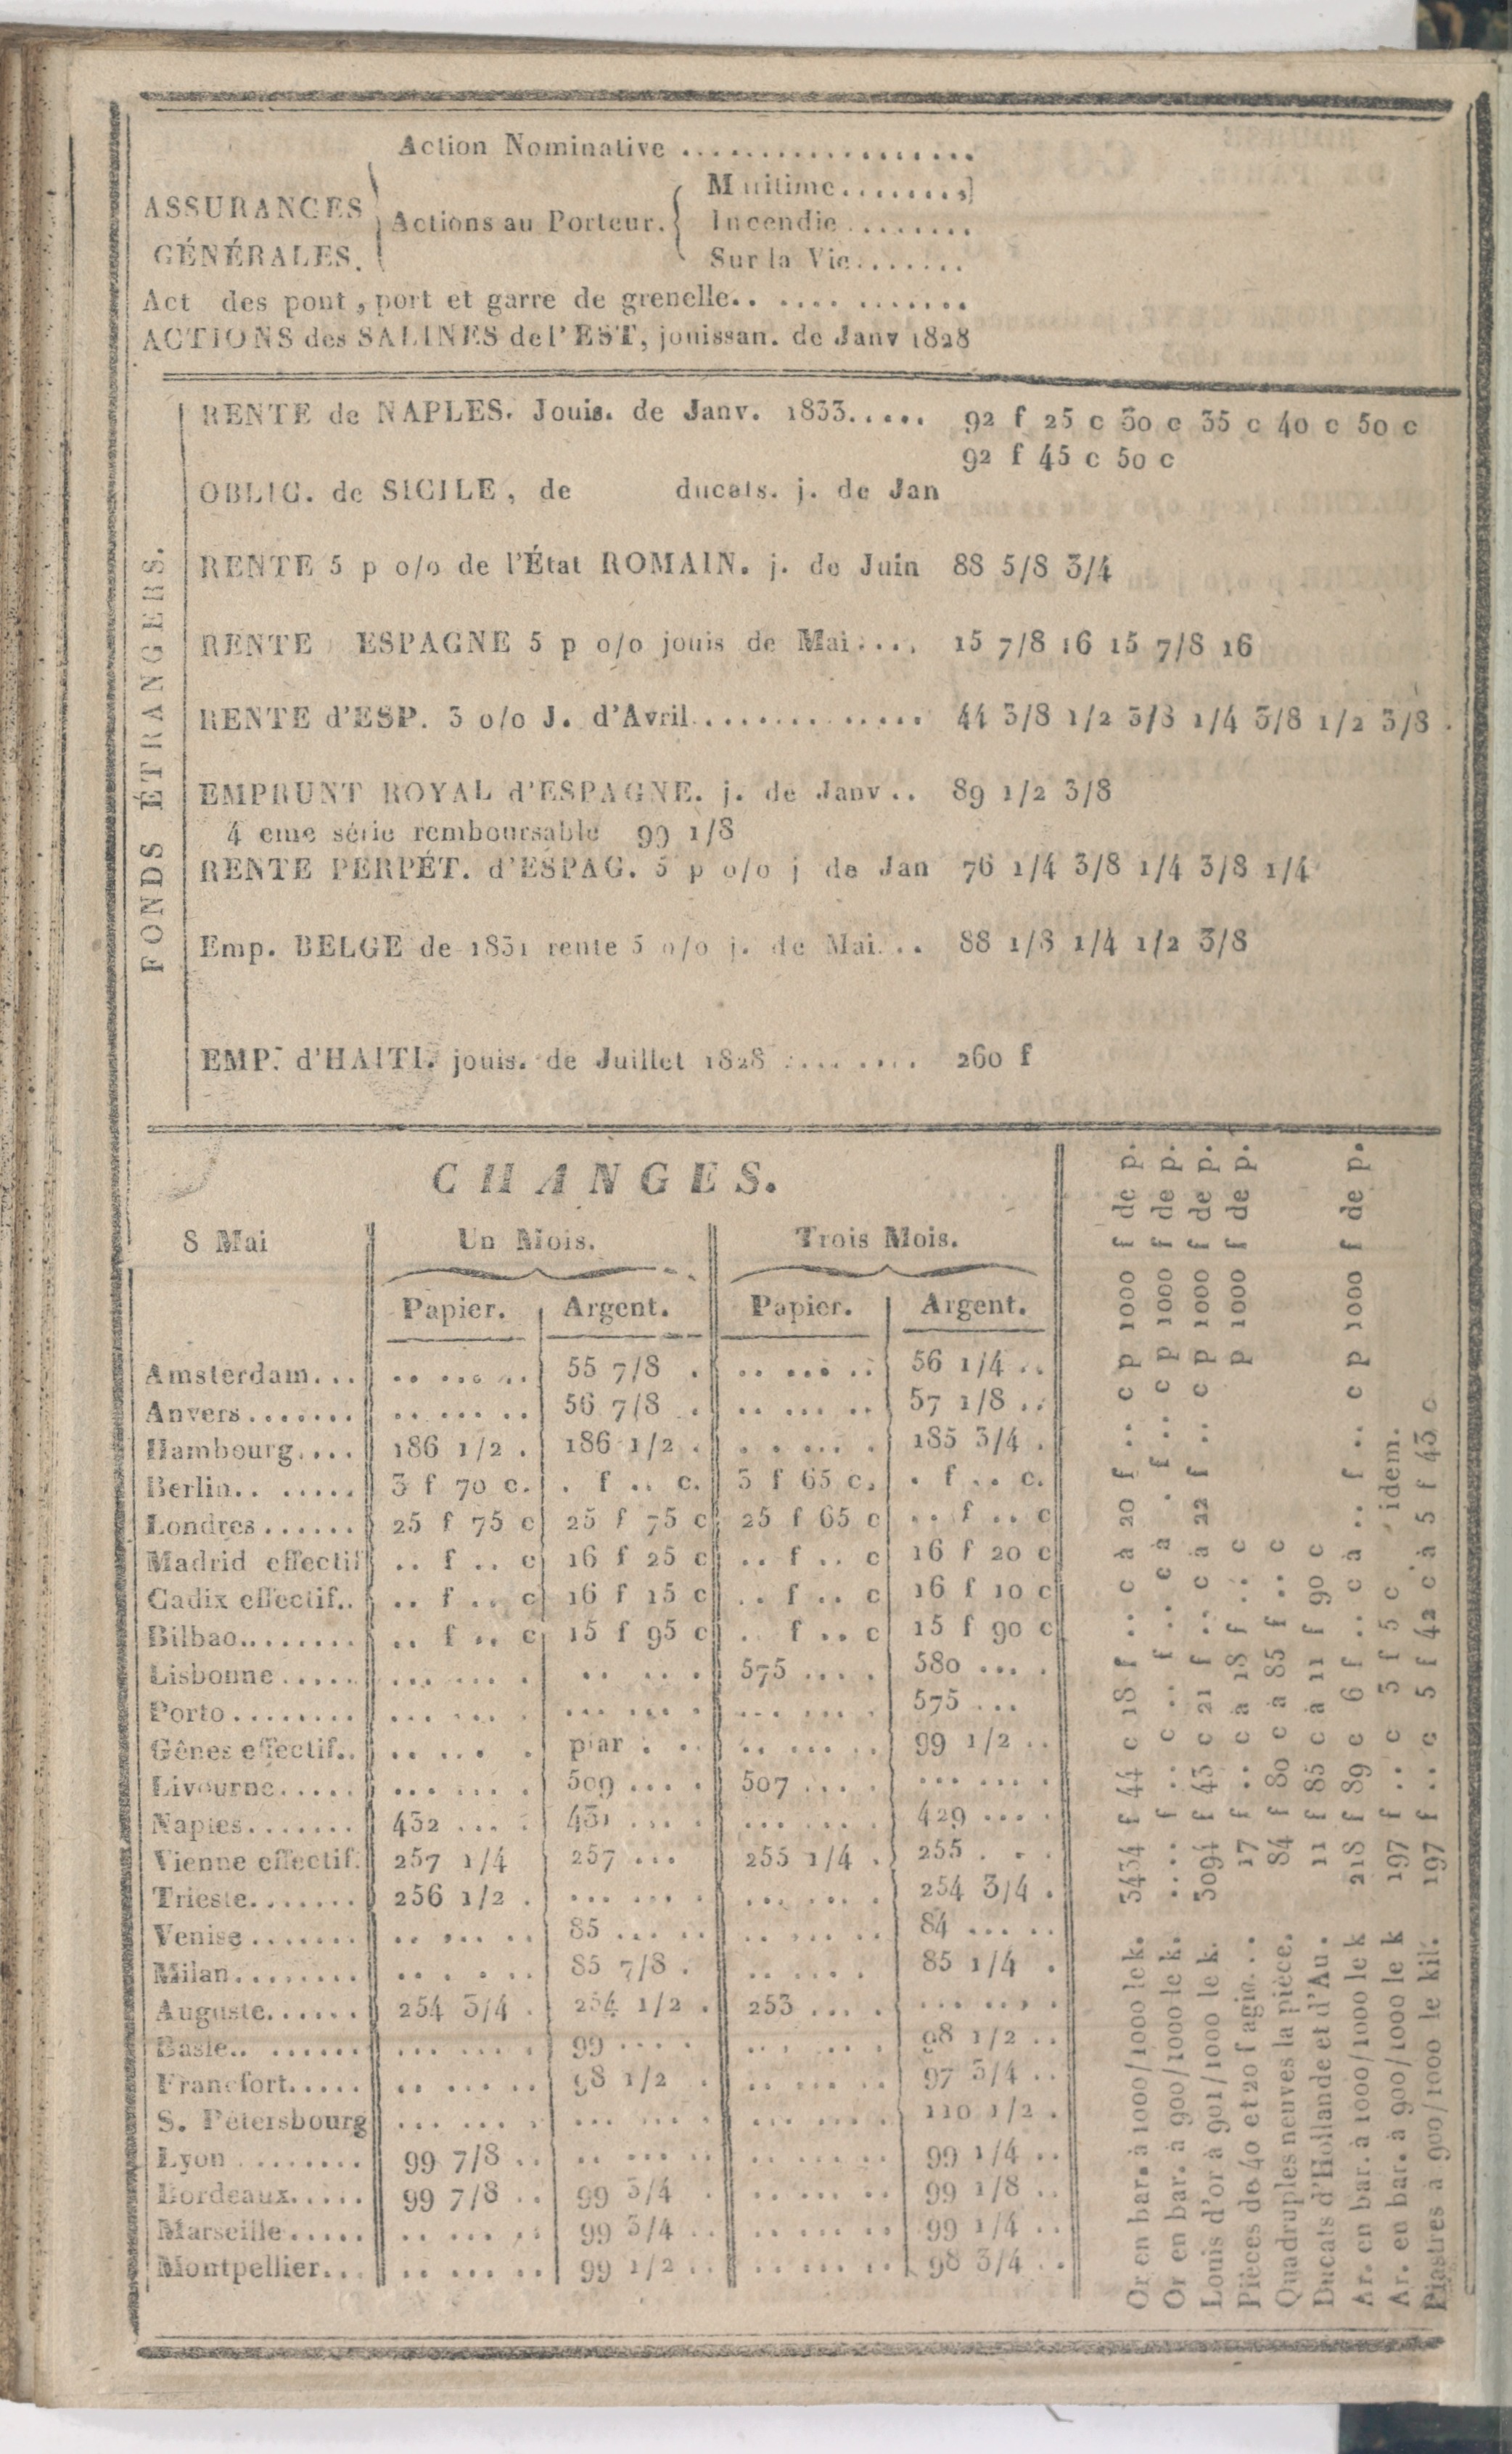 Action Nominative ..................
ASSURANCES GÉNÉRALES.
Actions au Porteur.
Maritime........
Incendie ........
Sur la Vie.......
Act des pont, port et garre de grenelle.. .... .......
ACTIONS des SALINES de l'EST, jouissan. de Janv 1828
FONDS ÉTRANGERS.
RENTE de NAPLES. Jouis. de Janv. 1833..... 92 f 25 c 30 c 35 c 40 c 50 c
92 f 45 c 50 c
OBLIG. de SICILE, de ducats. j. de Jan
RENTE 5 p o/o de l'État ROMAIN. j. de Juin 88 5/8 3/4
RENTE ESPAGNE 5 p o/o jouis de Mai.... 15 7/8 16 15 7/8 16
RENTE d'ESP. 3 o/o J. d'Avril............. 44 3/8 1/2 3/8 1/4 3/8 1/2 3/8
EMPRUNT ROYAL d'ESPAGNE. j. de Janv.. 89 1/2 3/8
4 eme série remboursable 99 1/8
RENTE PERPÉT. d'ESPAG. 5 p o/o j de Jan 76 1/4 3/8 1/4 3/8 1/4
Emp. BELGE de 1831 rente 5 o/o j. de Mai... 88 1/8 1/4 1/2 3/8
EMP. d'HAITI. jouis. de Juillet 1828 ......... 260 f
CHANGES.
8 Mai Un Mois. Trois Mois.
Papier. Argent. Papier. Argent.
Amsterdam... .. ... .. 55 7/8 . .. ... .. 56 1/4 ..
Anvers....... .. ... .. 56 7/8 . .. ... .. 57 1/8 ..
Hambourg.... 186 1/2 . 186 1/2 . . . ... . 185 3/4 .
Berlin.. ..... 3 f 70 c. . f .. c. 3 f 65 c. . f .. c.
Londres...... 25 f 75 c 25 f 75 c 25 f 65 c .. f .. c
Madrid effectif .. f .. c 16 f 25 c .. f .. c 16 f 20 c
Cadix effectif.. .. f .. c 16 f 15 c .. f .. c 16 f 10 c
Bilbao........ .. f .. c 15 f 95 c . f .. c 15 f 90 c
Lisbonne ..... ... ... . .. ... . 575 .... . 580 ... .
Porto ........ ... ... . ... ... . ... ... . 575 ...
Gênes effectif.. .. ... . piar . .. .. ... .. 99 1/2 ..
Livourne..... ... ... . 509 ... . 507 .... . ... ... .
Naples....... 432 ... . 431 ... . ... ... . 429 ... .
Vienne effectif. 257 1/4 257 ... 255 1/4 . 255 . . .
Trieste....... 256 1/2 . ... ... . ... ... . 254 3/4 .
Venise ....... .. ... .. 85 ... .. .. ... .. 84 ... ..
Milan........ .. . . .. 85 7/8 . .. ... . 85 1/4 .
Auguste...... 254 3/4 . 254 1/2 . 253 ... . ... ... .
Basle.. ...... ... ... . 99 .... . ... ... . 98 1/2 ..
Francfort..... .. ... .. 98 1/2 . .. ... .. 97 3/4 ..
S. Pétersbourg ... ... . ... ... . ... ... . 110 1/2 .
Lyon ........ 99 7/8 .. .. ... .. .. ... .. 99 1/4 ..
Bordeaux..... 99 7/8 .. 99 3/4 . .. ... .. 99 1/8 ..
Marseille..... .. ... .. 99 3/4 .. .. ... .. 99 1/4 ..
Montpellier... .. ... .. 99 1/2 .. .. ... .. 98 3/4 ..
Or en bar. à 1000/1000 le k. 3434 f 44 c 18 f .. c à 20 f .. c p 1000 f de p.
Or en bar. à 900/1000 le k. .... f .. c .. f .. c à . f .. c p 1000 f de p.
Louis d'or à 901/1000 le k. 3094 f 43 c 21 f .. c à 22 f .. c p 1000 f de p.
Pièces de 40 et 20 f agio... 17 f .. c à 18 f .. c p 1000 f de p.
Quadruples neuves la pièce. 84 f 80 c à 85 f .. c
Ducats d'Hollande et d'Au. 11 f 85 c à 11 f 90 c
Ar. en bar. à 1000/1000 le k 218 f 89 c 6 f .. c à .. f .. c p 1000 f de p.
Ar. en bar. à 900/1000 le k 197 f .. c 3 f 5 c idem.
Piastres à 900/1000 le kil. 197 f .. c 5 f 42 c à 5 f 43 c